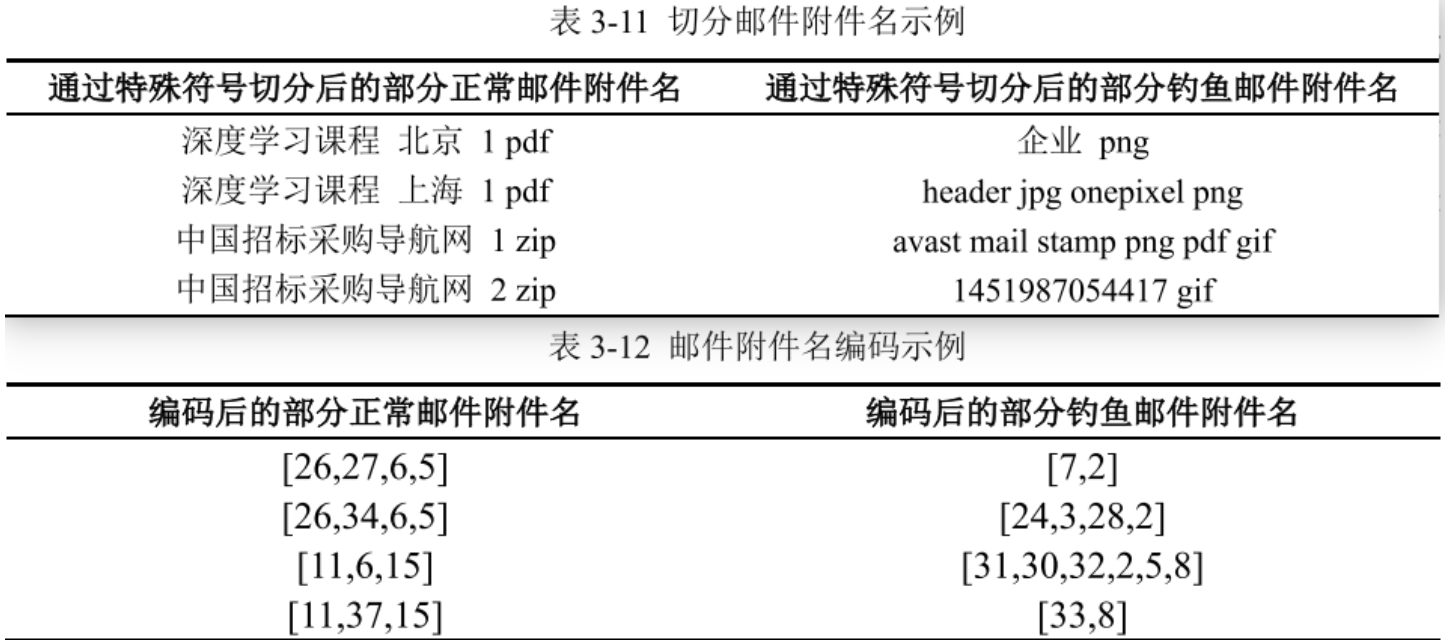 表 3-11 切分邮件附件名示例
通过特殊符号切分后的部分正常邮件附件名 通过特殊符号切分后的部分钓鱼邮件附件名
深度学习课程 北京 1 pdf 企业 png
深度学习课程 上海 1 pdf header jpg onepixel png
中国招标采购导航网 1 zip avast mail stamp png pdf gif
中国招标采购导航网 2 zip 1451987054417 gif
表 3-12 邮件附件名编码示例
编码后的部分正常邮件附件名 编码后的部分钓鱼邮件附件名
[26,27,6,5] [7,2]
[26,34,6,5] [24,3,28,2]
[11,6,15] [31,30,32,2,5,8]
[11,37,15] [33,8]